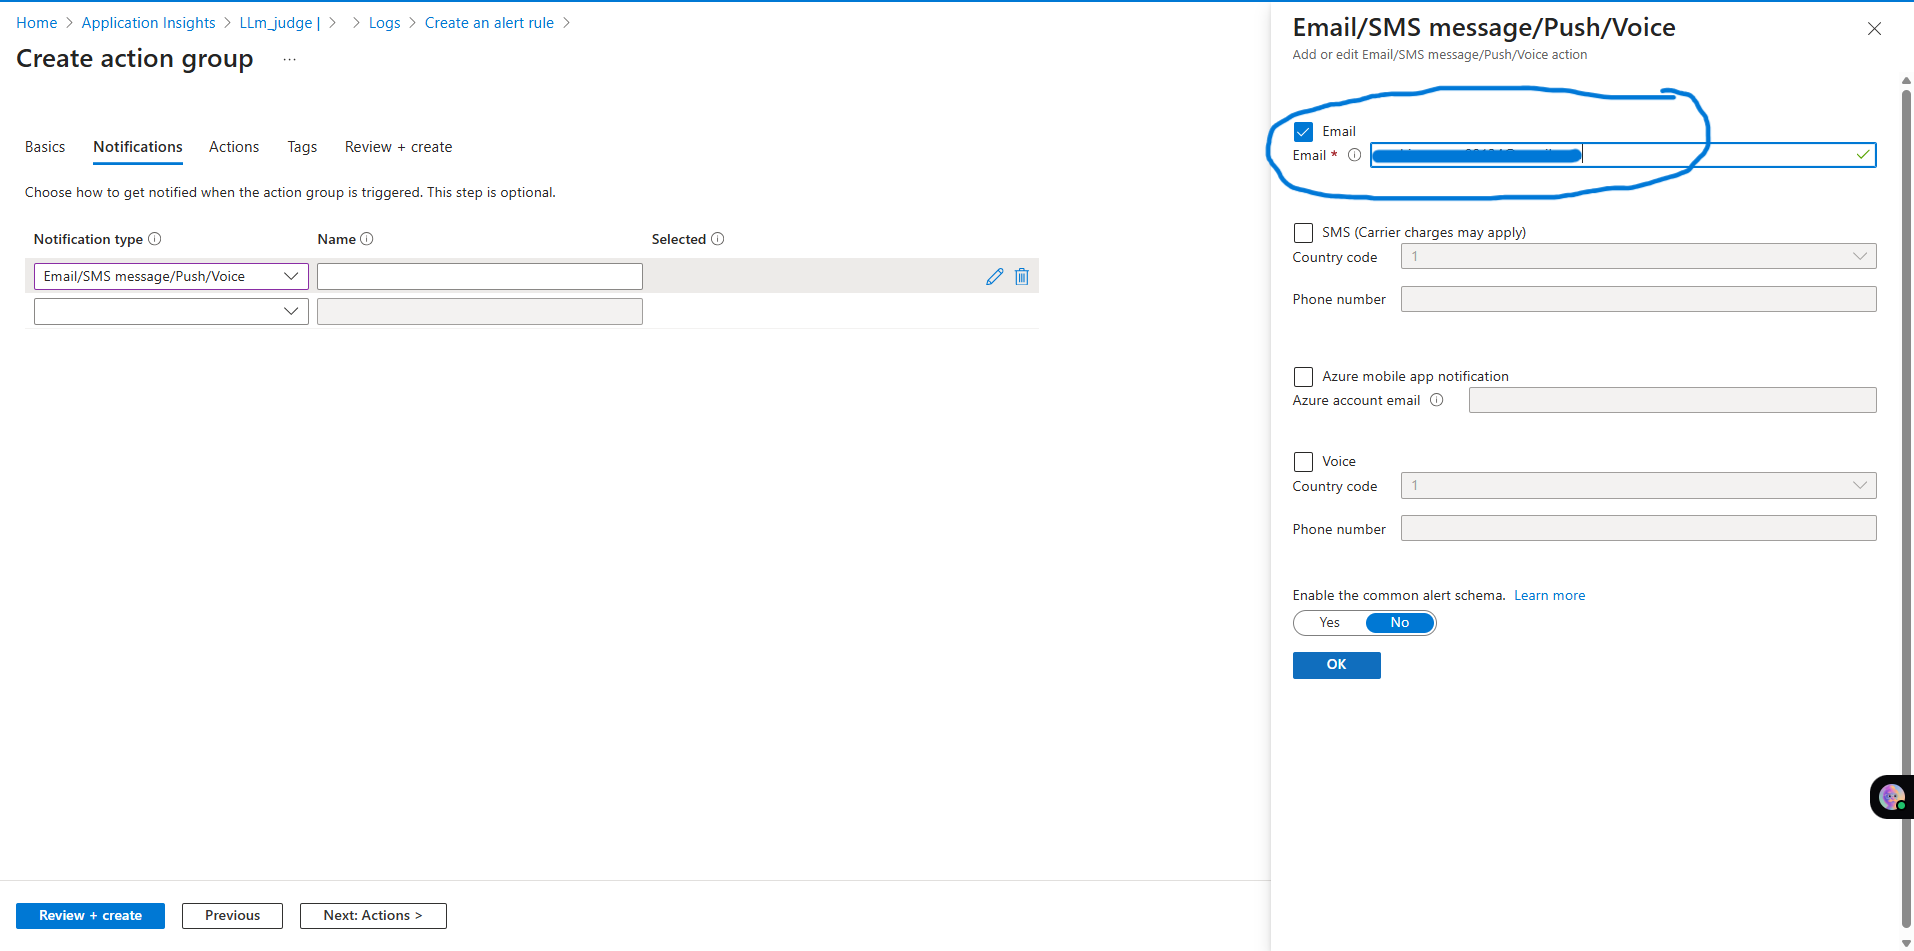 Home > Application Insights > LLm_judge | > > Logs > Create an alert rule >
Create action group ...
Basics Notifications Actions Tags Review + create
Choose how to get notified when the action group is triggered. This step is optional.
Notification type Name Selected
Email/SMS message/Push/Voice
Review + create Previous Next: Actions >
Email/SMS message/Push/Voice
Add or edit Email/SMS message/Push/Voice action
Email
Email *
SMS (Carrier charges may apply)
Country code 1
Phone number
Azure mobile app notification
Azure account email
Voice
Country code 1
Phone number
Enable the common alert schema. Learn more
Yes No
OK